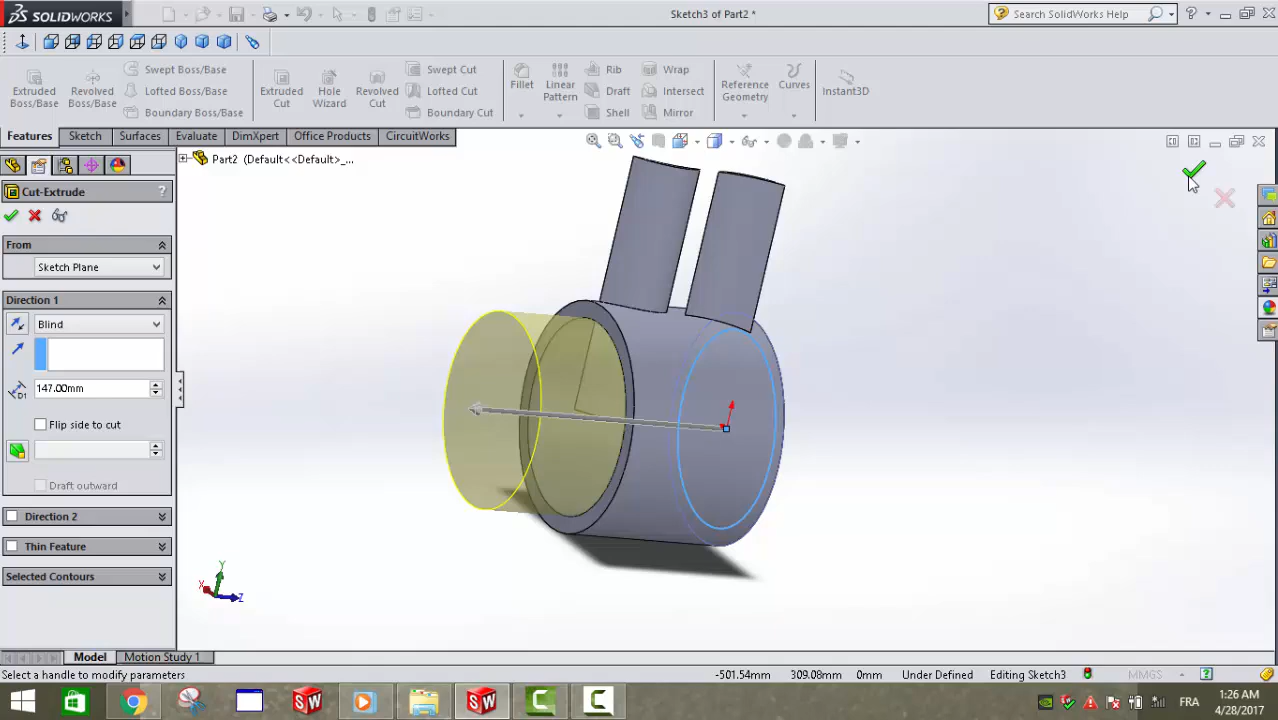 SOLIDWORKS
Sketch3 of Part2 *
Search SolidWorks Help
Extruded Boss/Base
Revolved Boss/Base
Swept Boss/Base
Lofted Boss/Base
Boundary Boss/Base
Extruded Cut
Hole Wizard
Revolved Cut
Swept Cut
Lofted Cut
Boundary Cut
Fillet
Linear Pattern
Rib
Draft
Shell
Wrap
Intersect
Mirror
Reference Geometry
Curves
Instant3D
Features Sketch Surfaces Evaluate DimXpert Office Products CircuitWorks
Part2 (Default<<Default>_...
Cut-Extrude ?
From
Sketch Plane
Direction 1
Blind
D1 147.00mm
Flip side to cut
Draft outward
Direction 2
Thin Feature
Selected Contours
Y
X
Z
Model Motion Study 1
Select a handle to modify parameters -501.54mm 309.08mm 0mm Under Defined Editing Sketch3 MMGS ?
FRA
1:26 AM
4/28/2017